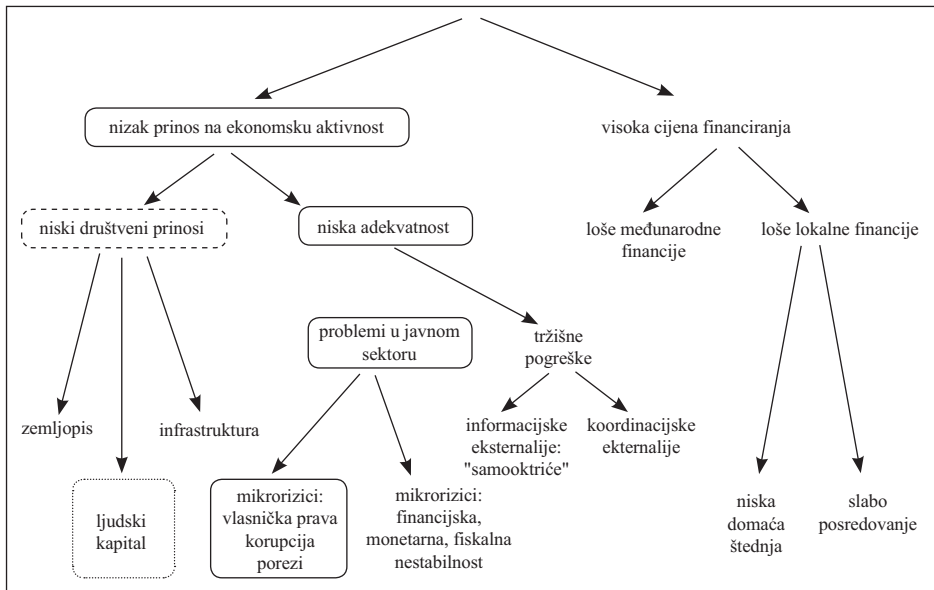 nizak prinos na ekonomsku aktivnost
visoka cijena financiranja
niski društveni prinosi
niska adekvatnost
loše međunarodne
financije
loše lokalne financije
problemi u javnom
sektoru
tržišne
pogreške
zemljopis
infrastruktura
informacijske
eksternalije:
"samooktriće"
koordinacijske
ekternalije
ljudski
kapital
mikrorizici:
vlasnička prava
korupcija
porezi
mikrorizici:
financijska,
monetarna, fiskalna
nestabilnost
niska
domaća
štednja
slabo
posredovanje